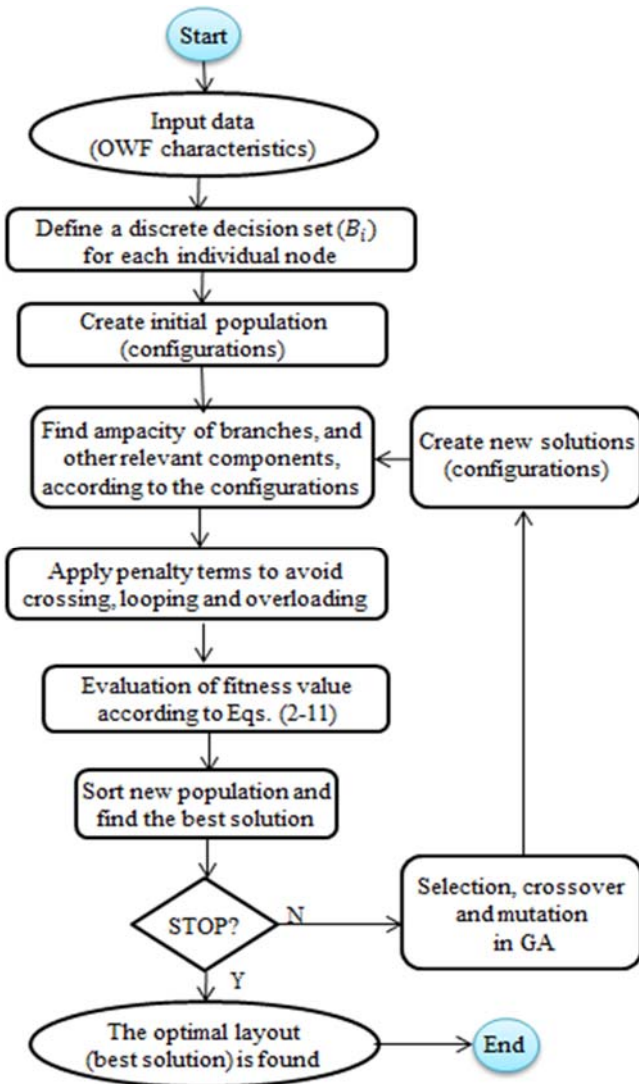 Start
Input data
(OWF characteristics)
Define a discrete decision set (B_i)
for each individual node
Create initial population
(configurations)
Find ampacity of branches, and
other relevant components,
according to the configurations
Create new solutions
(configurations)
Apply penalty terms to avoid
crossing, looping and overloading
Evaluation of fitness value
according to Eqs. (2-11)
Sort new population and
find the best solution
STOP?
N
Selection, crossover
and mutation
in GA
Y
The optimal layout
(best solution) is found
End